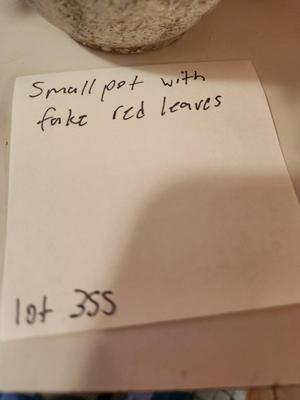 Small pot with
fake red leaves
lot 355